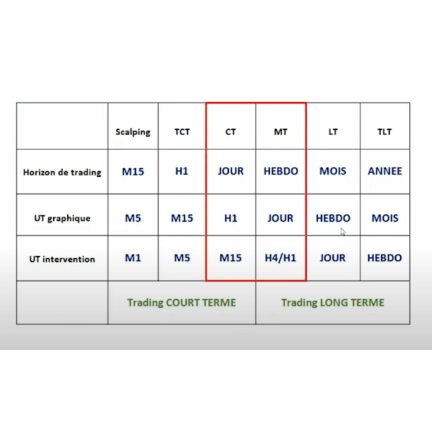 Scalping TCT CT MT LT TLT
Horizon de trading M15 H1 JOUR HEBDO MOIS ANNEE
UT graphique M5 M15 H1 JOUR HEBDO MOIS
UT intervention M1 M5 M15 H4/H1 JOUR HEBDO
Trading COURT TERME Trading LONG TERME